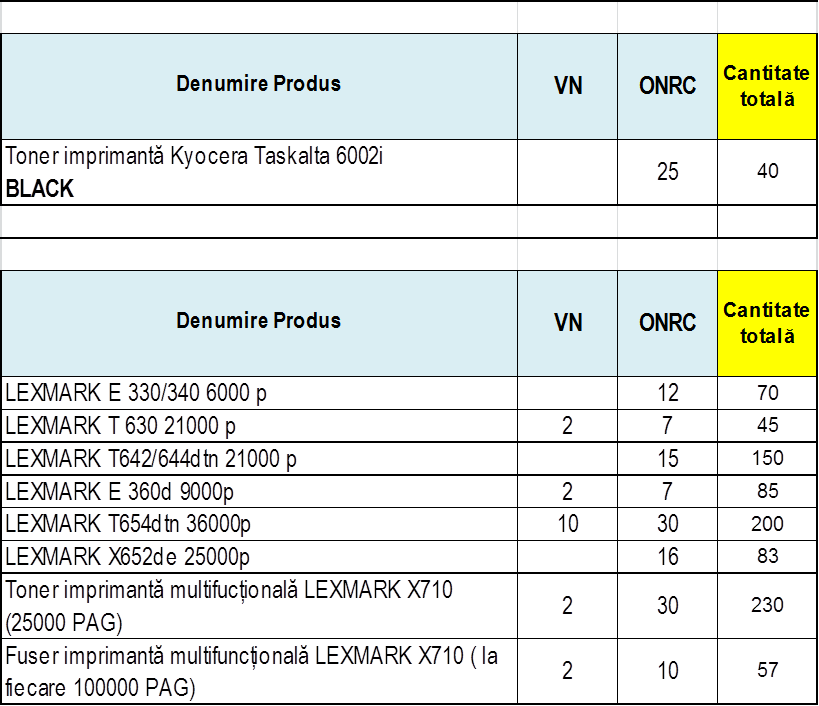 Denumire Produs VN ONRC Cantitate totală
Toner imprimantă Kyocera Taskalta 6002i
BLACK 25 40
Denumire Produs VN ONRC Cantitate totală
LEXMARK E 330/340 6000 p 12 70
LEXMARK T 630 21000 p 2 7 45
LEXMARK T642/644dtn 21000 p 15 150
LEXMARK E 360d 9000p 2 7 85
LEXMARK T654dtn 36000p 10 30 200
LEXMARK X652de 25000p 16 83
Toner imprimantă multifucțională LEXMARK X710
(25000 PAG) 2 30 230
Fuser imprimantă multifuncțională LEXMARK X710 ( la
fiecare 100000 PAG) 2 10 57